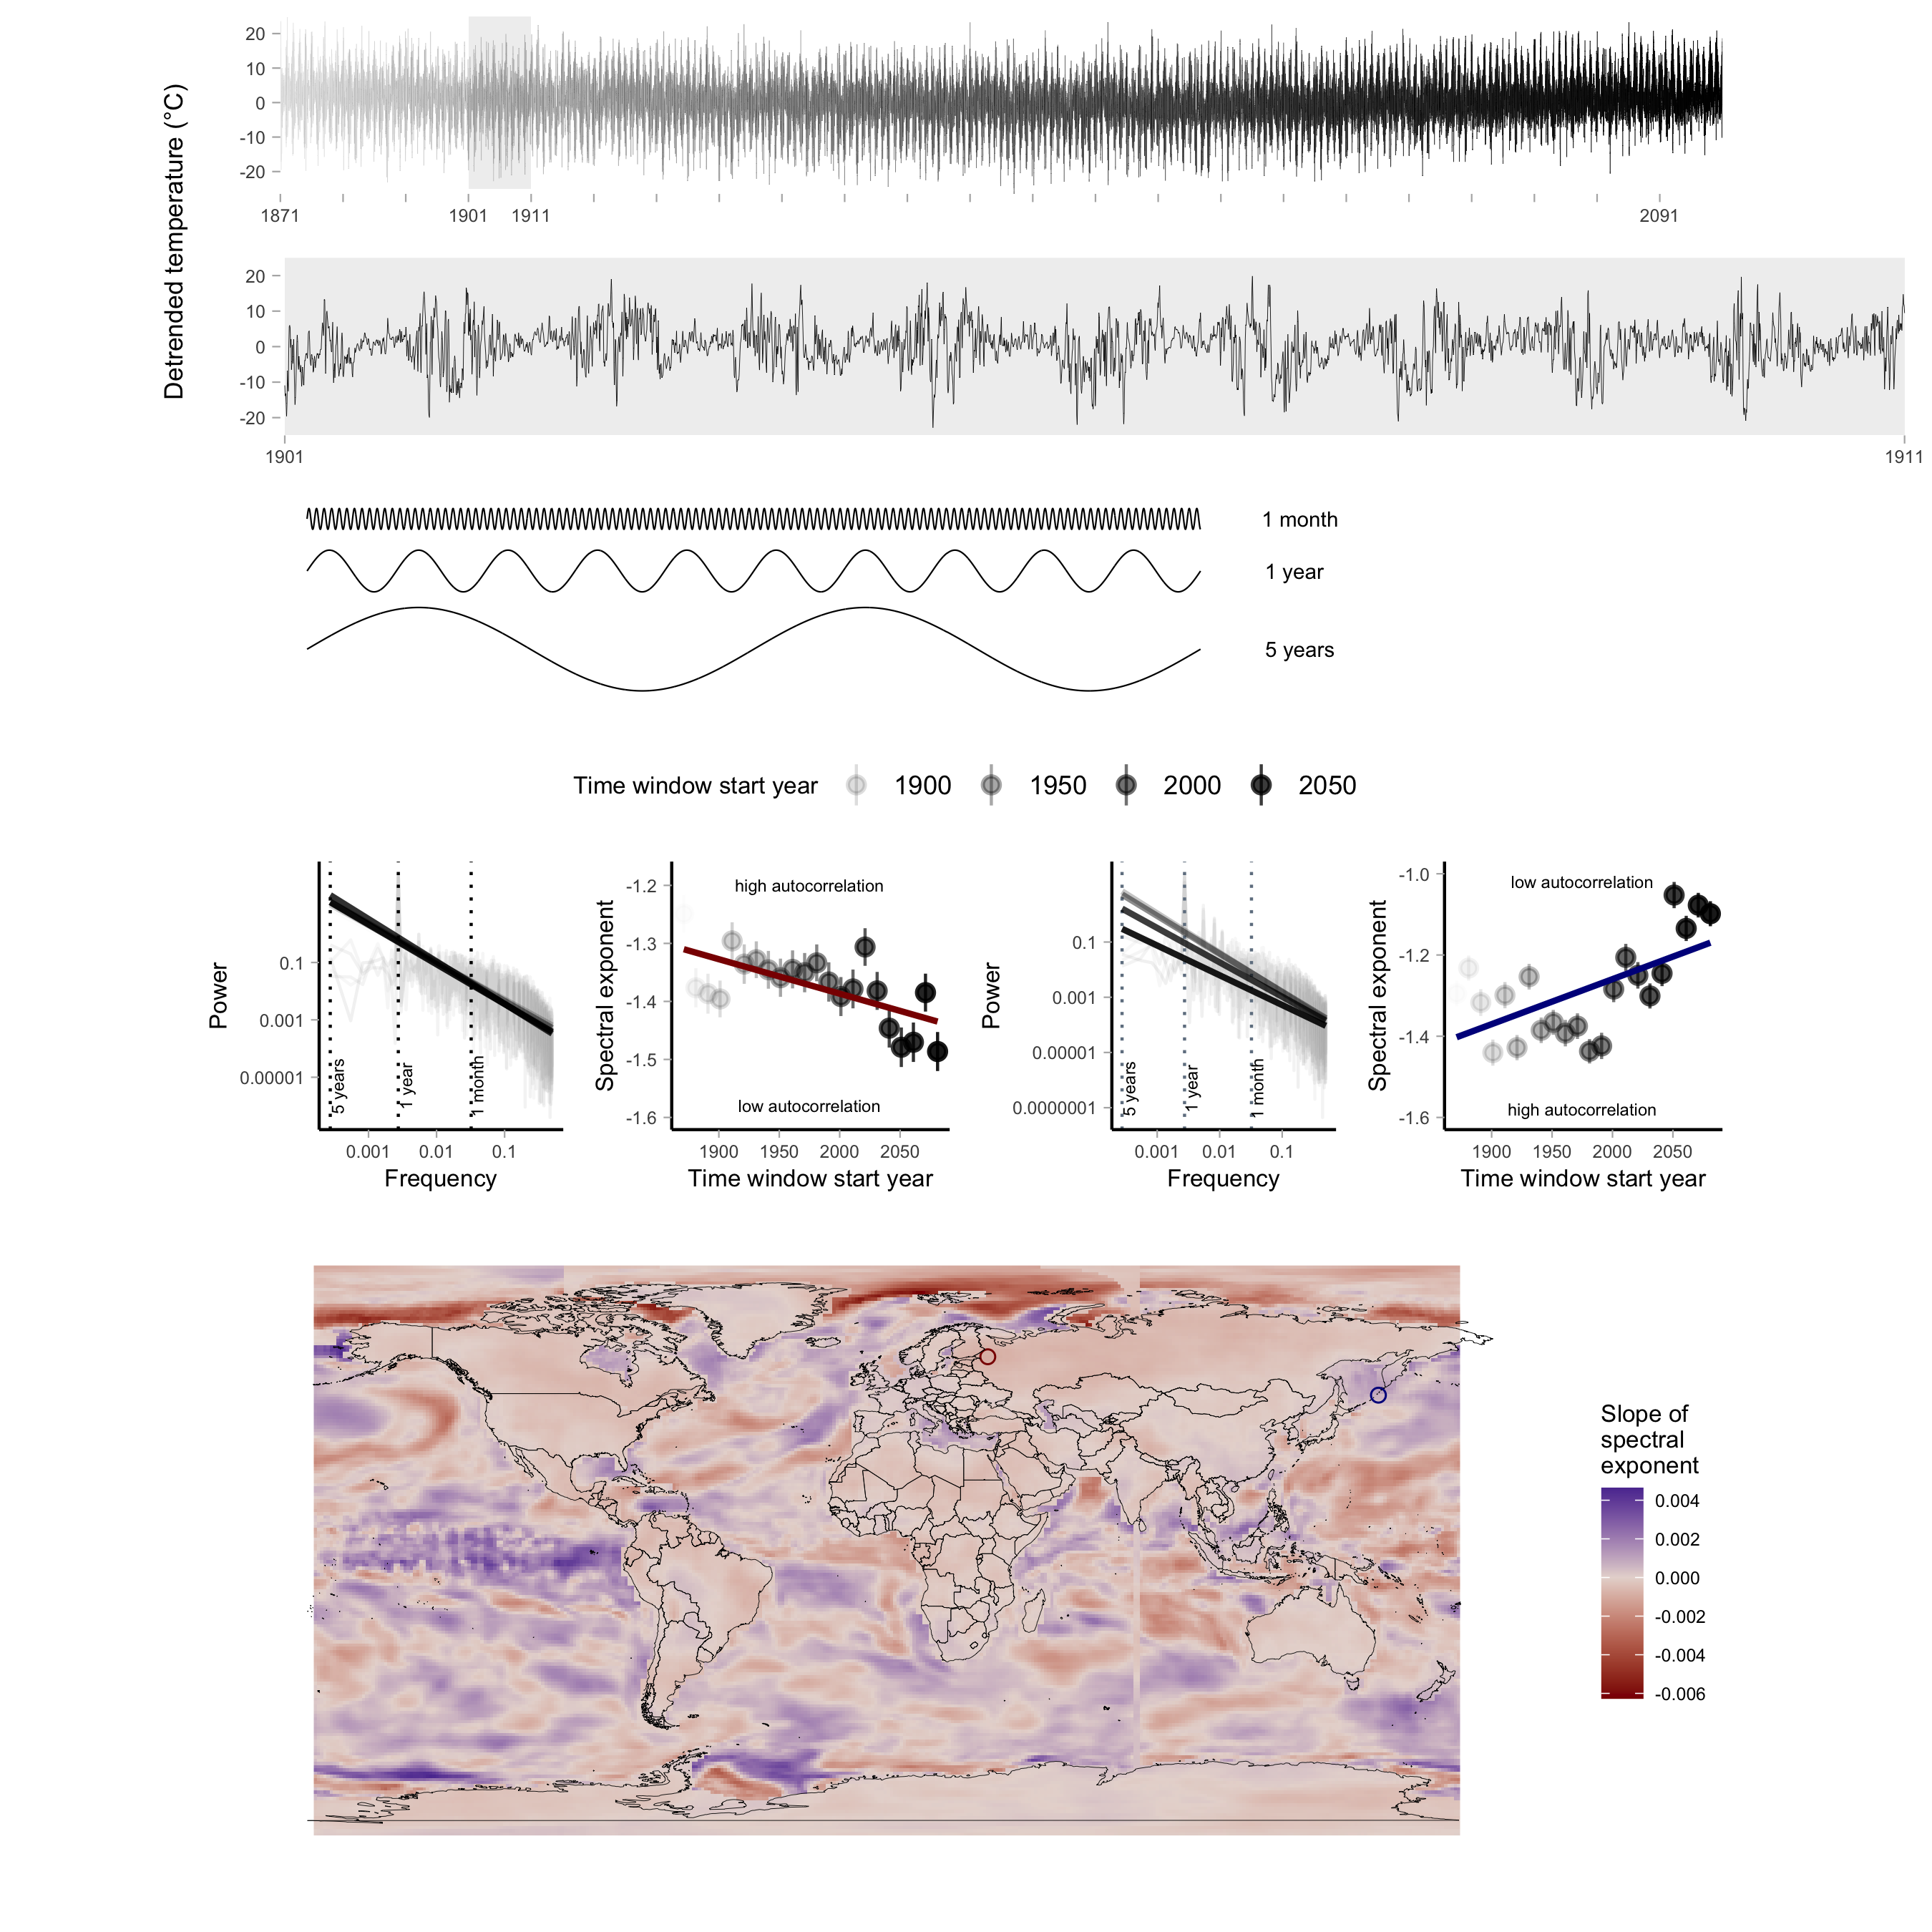 Detrended temperature (°C)
20
10
0
-10
-20
1871
1901
1911
2091
20
10
0
-10
-20
1901
1911
1 month
1 year
5 years
Time window start year
1900
1950
2000
2050
Power
0.1
0.001
0.00001
5 years
1 year
1 month
0.001
0.01
0.1
Frequency
Spectral exponent
-1.2
-1.3
-1.4
-1.5
-1.6
high autocorrelation
low autocorrelation
1900
1950
2000
2050
Time window start year
Power
0.1
0.001
0.00001
0.0000001
5 years
1 year
1 month
0.001
0.01
0.1
Frequency
Spectral exponent
-1.0
-1.2
-1.4
-1.6
low autocorrelation
high autocorrelation
1900
1950
2000
2050
Time window start year
Slope of
spectral
exponent
0.004
0.002
0.000
-0.002
-0.004
-0.006